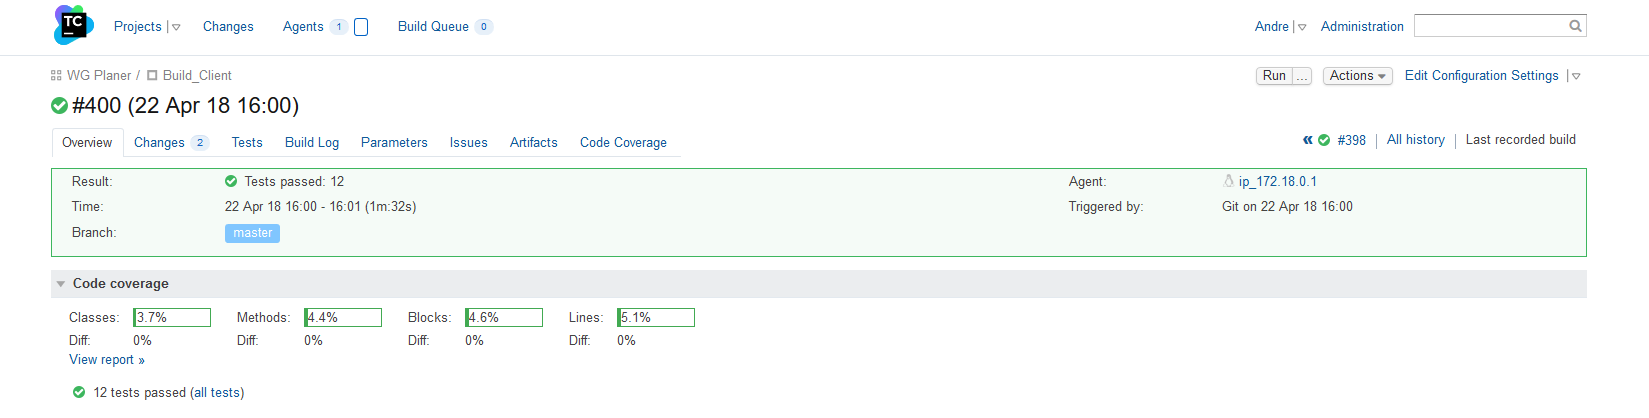 TC
Projects Changes Agents 1 Build Queue 0 Andre Administration
WG Planer / Build_Client Run ... Actions Edit Configuration Settings
#400 (22 Apr 18 16:00)
Overview Changes 2 Tests Build Log Parameters Issues Artifacts Code Coverage « #398 All history Last recorded build
Result: Tests passed: 12 Agent: ip_172.18.0.1
Time: 22 Apr 18 16:00 - 16:01 (1m:32s) Triggered by: Git on 22 Apr 18 16:00
Branch: master
Code coverage
Classes: 3.7% Methods: 4.4% Blocks: 4.6% Lines: 5.1%
Diff: 0% Diff: 0% Diff: 0% Diff: 0%
View report »
12 tests passed (all tests)